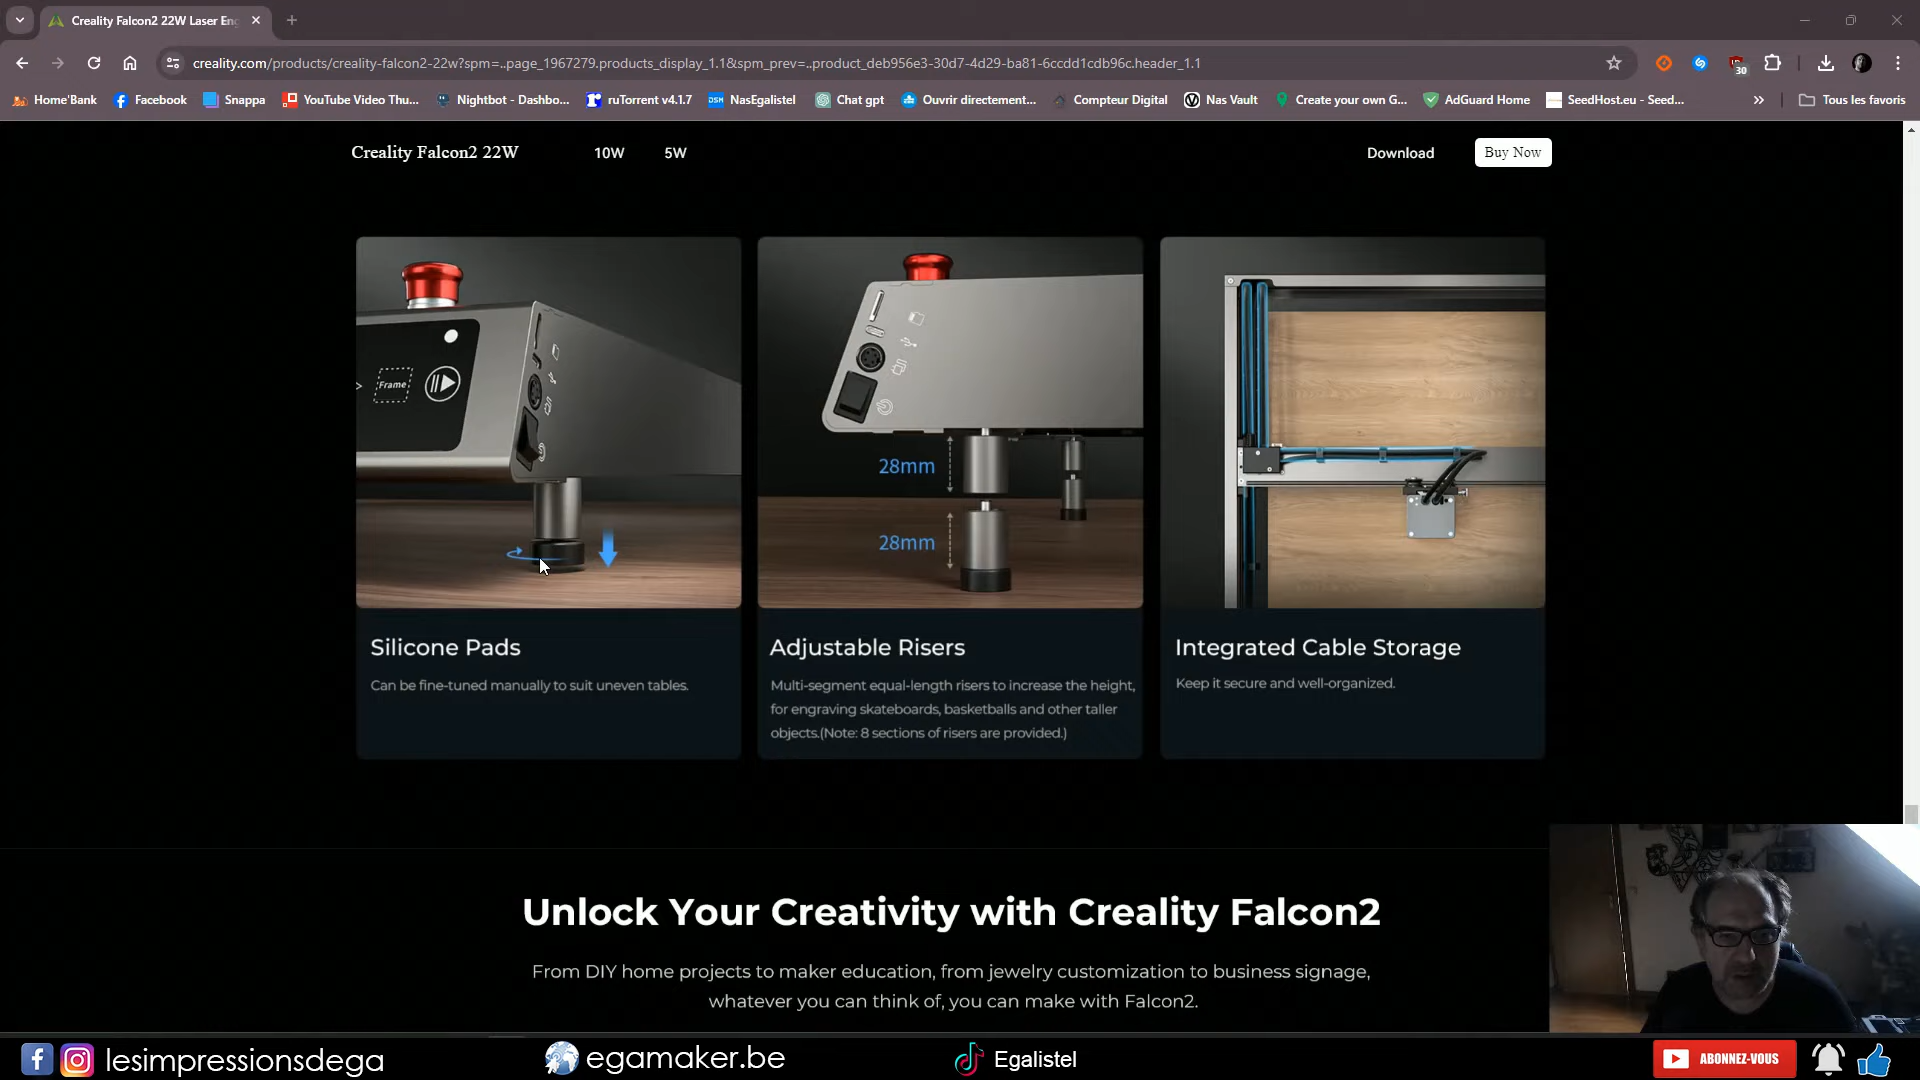 Creality Falcon2 22W Laser Eng
creality.com/products/creality-falcon2-22w?spm=..page_1967279.products_display_1.1&spm_prev=..product_deb956e3-30d7-4d29-ba81-6ccdd1cdb96c.header_1.1
30
Home'Bank
Facebook
Snappa
YouTube Video Thu...
Nightbot - Dashbo...
ruTorrent v4.1.7
DSM NasEgalistel
Chat gpt
Ouvrir directement...
Compteur Digital
Nas Vault
Create your own G...
AdGuard Home
SeedHost.eu - Seed...
Tous les favoris
Creality Falcon2 22W
10W
5W
Download
Buy Now
Frame
28mm
28mm
Silicone Pads
Can be fine-tuned manually to suit uneven tables.
Adjustable Risers
Multi-segment equal-length risers to increase the height,
for engraving skateboards, basketballs and other taller
objects.(Note: 8 sections of risers are provided.)
Integrated Cable Storage
Keep it secure and well-organized.
Unlock Your Creativity with Creality Falcon2
From DIY home projects to maker education, from jewelry customization to business signage,
whatever you can think of, you can make with Falcon2.
lesimpressionsdega
egamaker.be
Egalistel
ABONNEZ-VOUS